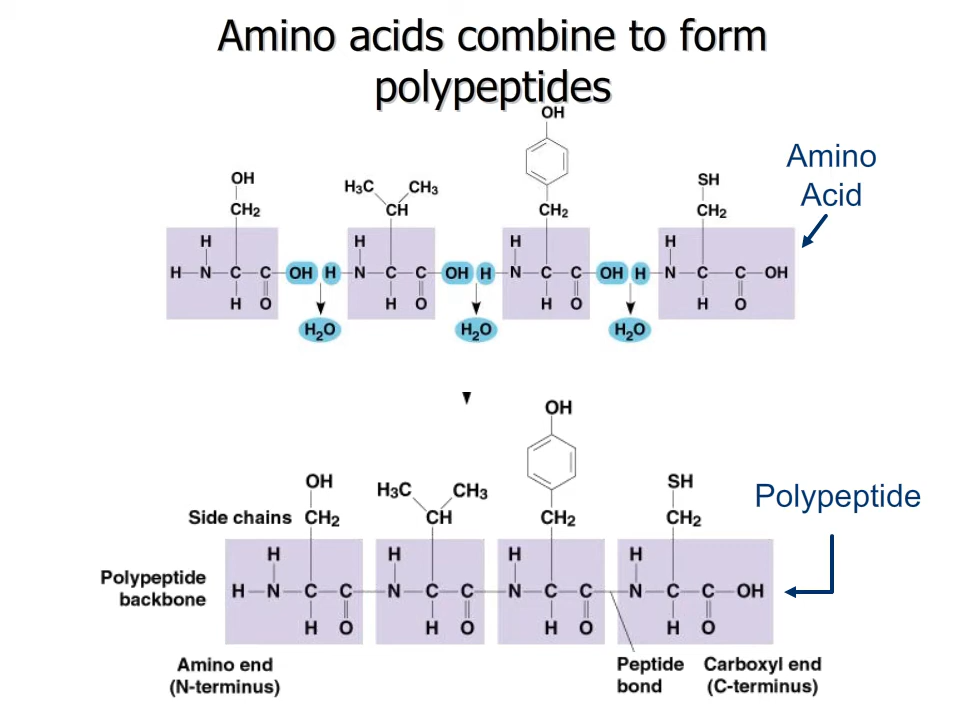 Amino acids combine to form
polypeptides
OH
Amino
Acid
OH
CH2
H3C CH3
CH
CH2
SH
CH2
H H H H
H N C C OH H N C C OH H N C C OH H N C C OH
H O H O H O H O
H2O H2O H2O
OH
Polypeptide
OH
Side chains CH2
H3C CH3
CH
CH2
SH
CH2
H H H H
Polypeptide
backbone
H N C C N C C N C C N C C OH
H O H O H O H O
Amino end
(N-terminus)
Peptide
bond
Carboxyl end
(C-terminus)